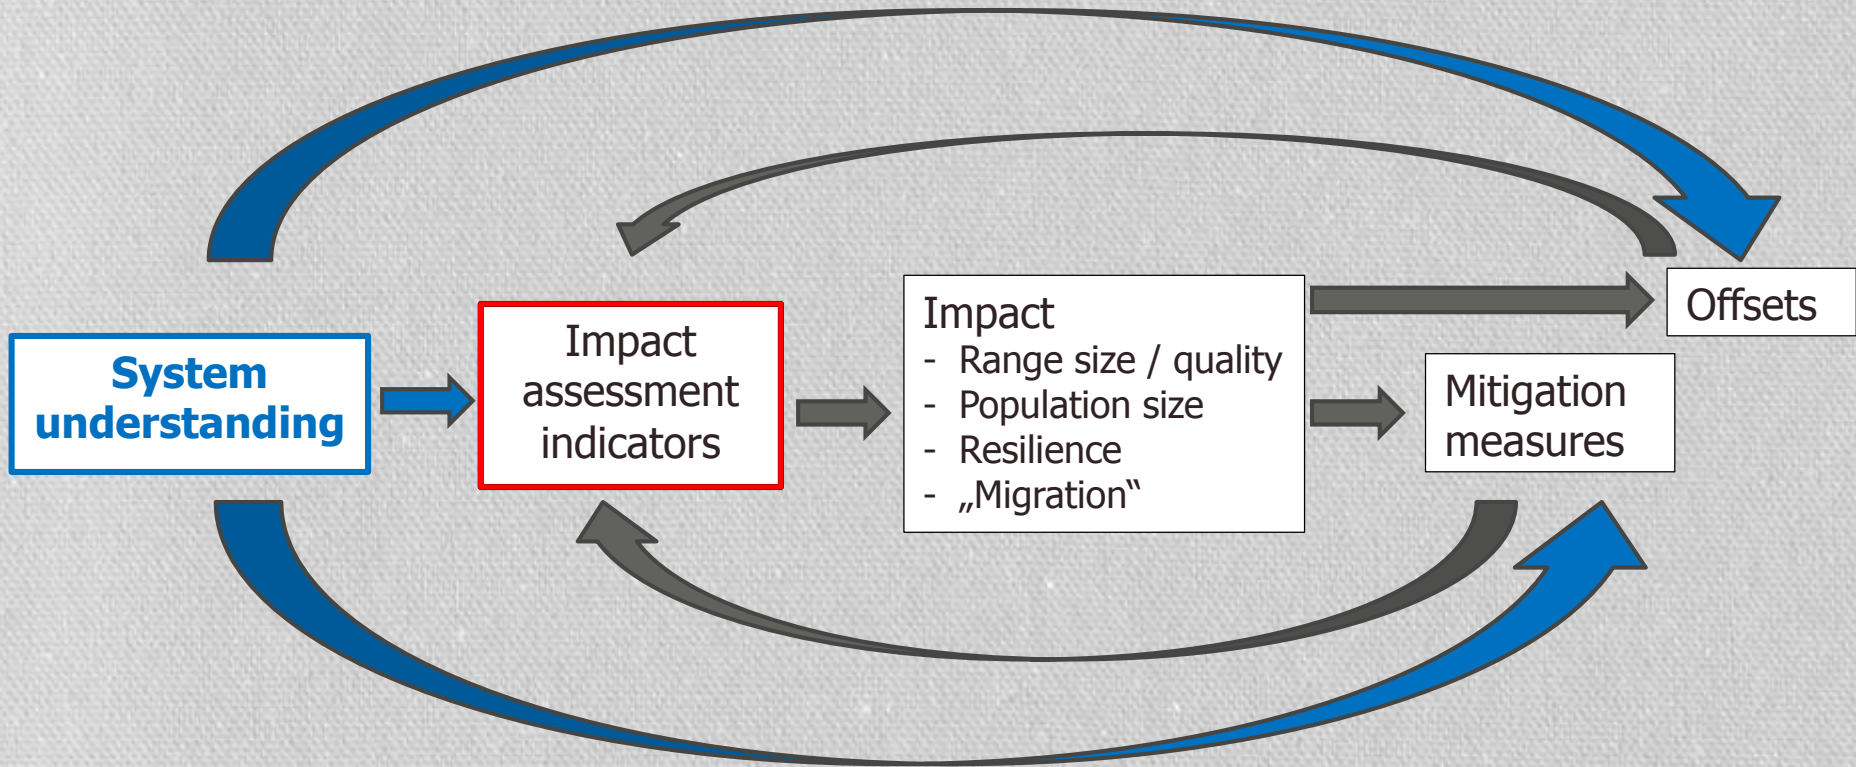 System
understanding
Impact
assessment
indicators
Impact
- Range size / quality
- Population size
- Resilience
- „Migration“
Offsets
Mitigation
measures